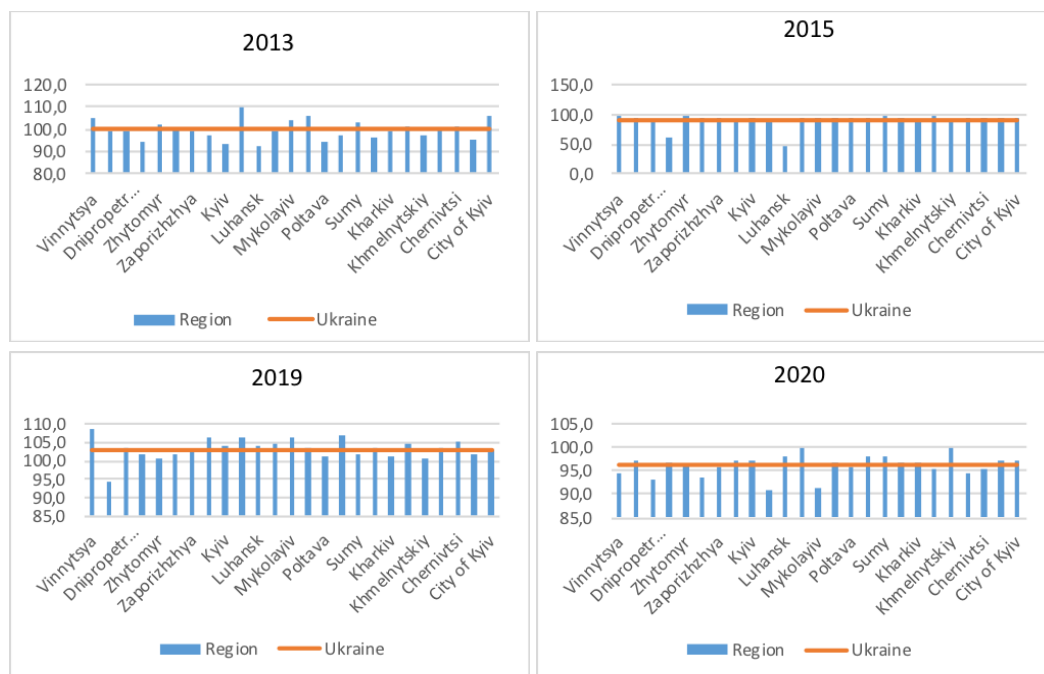 2013
120,0
110,0
100,0
90,0
80,0
Vinnytsya
Dnipropetr...
Zhytomyr
Zaporizhzhya
Kyiv
Luhansk
Mykolayiv
Poltava
Sumy
Kharkiv
Khmelnytskiy
Chernivtsi
City of Kyiv
Region
Ukraine
2015
150,0
100,0
50,0
0,0
Vinnytsya
Dnipropetr...
Zhytomyr
Zaporizhzhya
Kyiv
Luhansk
Mykolayiv
Poltava
Sumy
Kharkiv
Khmelnytskiy
Chernivtsi
City of Kyiv
Region
Ukraine
2019
110,0
105,0
100,0
95,0
90,0
85,0
Vinnytsya
Dnipropetr...
Zhytomyr
Zaporizhzhya
Kyiv
Luhansk
Mykolayiv
Poltava
Sumy
Kharkiv
Khmelnytskiy
Chernivtsi
City of Kyiv
Region
Ukraine
2020
105,0
100,0
95,0
90,0
85,0
Vinnytsya
Dnipropetr...
Zhytomyr
Zaporizhzhya
Kyiv
Luhansk
Mykolayiv
Poltava
Sumy
Kharkiv
Khmelnytskiy
Chernivtsi
City of Kyiv
Region
Ukraine